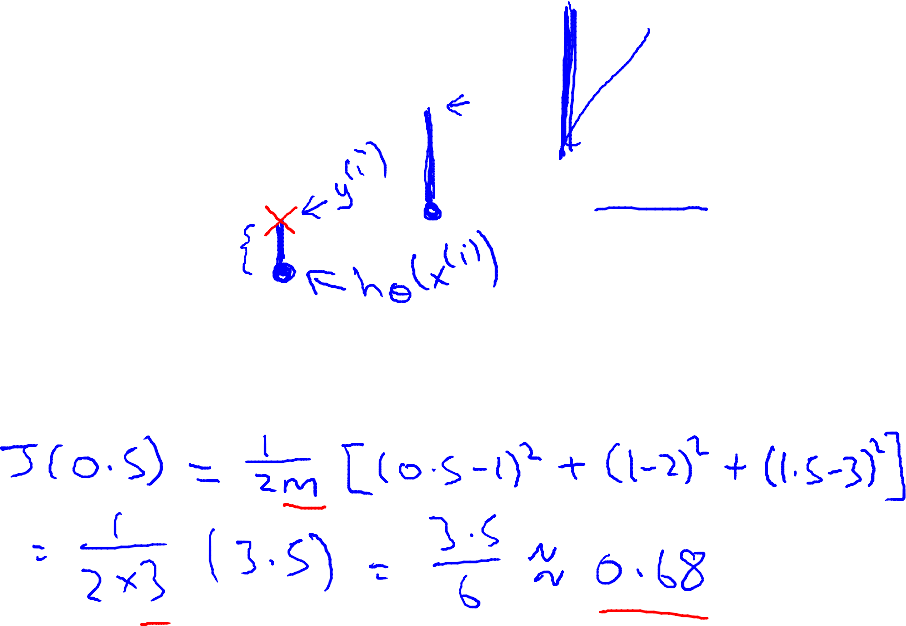 y⁽ⁱ⁾
hθ(x⁽ⁱ⁾)
J(0.5) = 1/2m [(0.5-1)² + (1-2)² + (1.5-3)²]
= 1/2×3 (3.5) = 3.5/6 ≈ 0.68